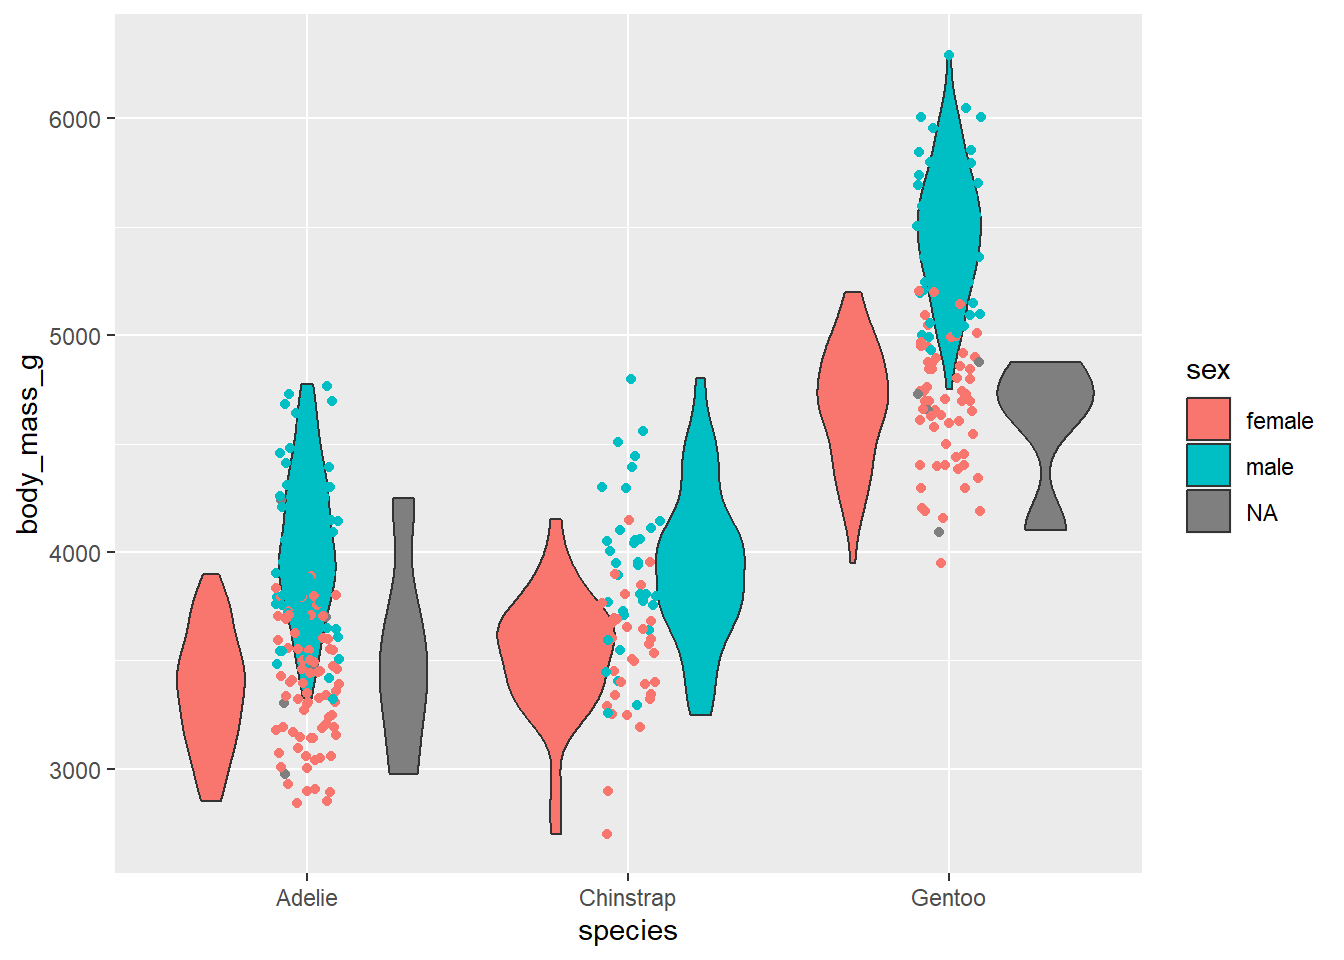 6000
5000
4000
3000
body_mass_g
Adelie
Chinstrap
Gentoo
species
sex
female
male
NA